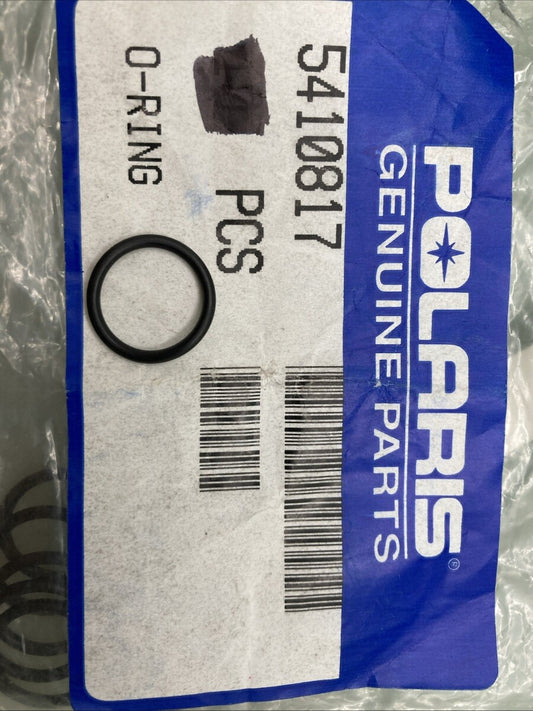 POLARIS®
GENUINE PARTS
5410817
PCS
O-RING